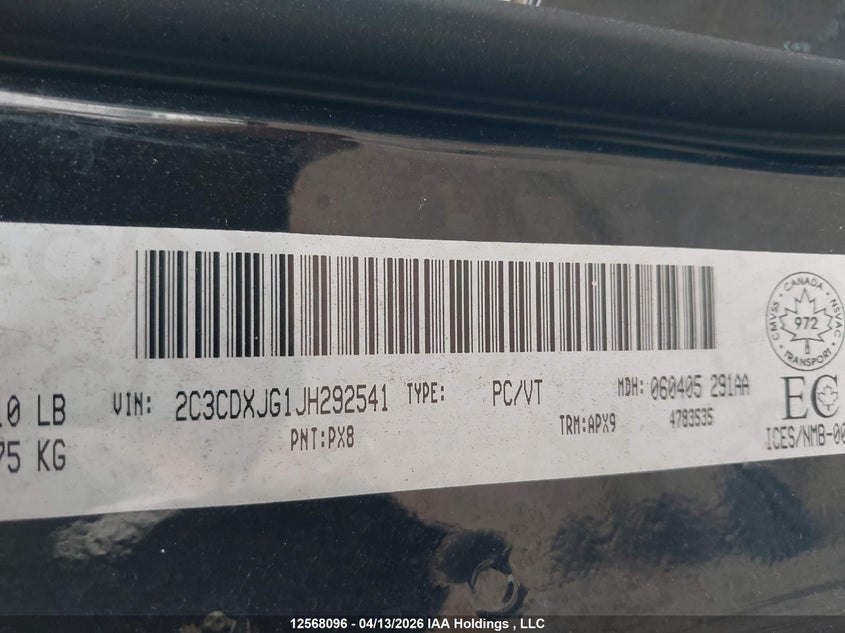 10 LB
75 KG
VIN: 2C3CDXJG1JH292541 TYPE: PC/VT MDH: 060405 291AA
PNT:PX8 TRM:APX9 4783535
CANADA
CMVSS NSVAC
972
TRANSPORT
EC
ICES/NMB-00
12568096 - 04/13/2026 IAA Holdings , LLC